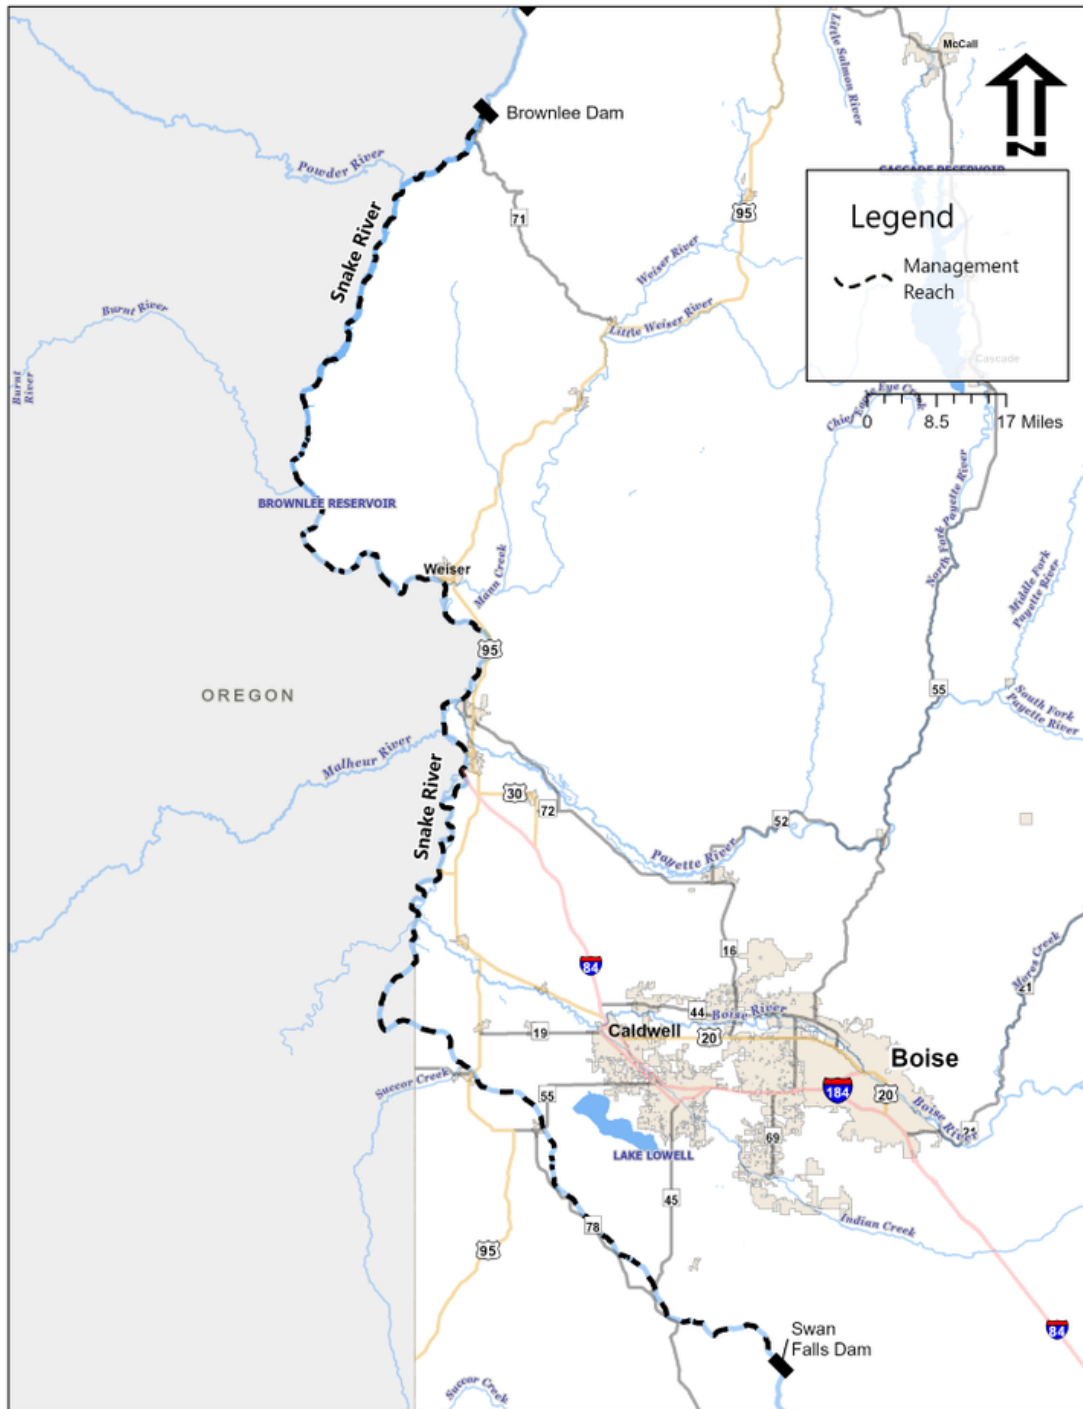 McCall
Little Salmon River
N
Brownlee Dam
Powder River
CASCADE RESERVOIR
Legend
Management
Reach
71
95
Snake River
Weiser River
Little Weiser River
Burnt River
Burnt
River
Cascade
0
8.5
17 Miles
BROWNLEE RESERVOIR
North Fork Payette River
Weiser
Mann Creek
Middle Fork
Payette River
95
OREGON
55
South Fork
Payette River
Malheur River
Snake River
30
72
52
Payette River
84
16
Mores Creek
21
44
Boise River
19
Caldwell
20
Boise
Succor Creek
55
184
20
Boise River
21
69
LAKE LOWELL
45
78
Indian Creek
95
84
Swan
Falls Dam
Succor Creek